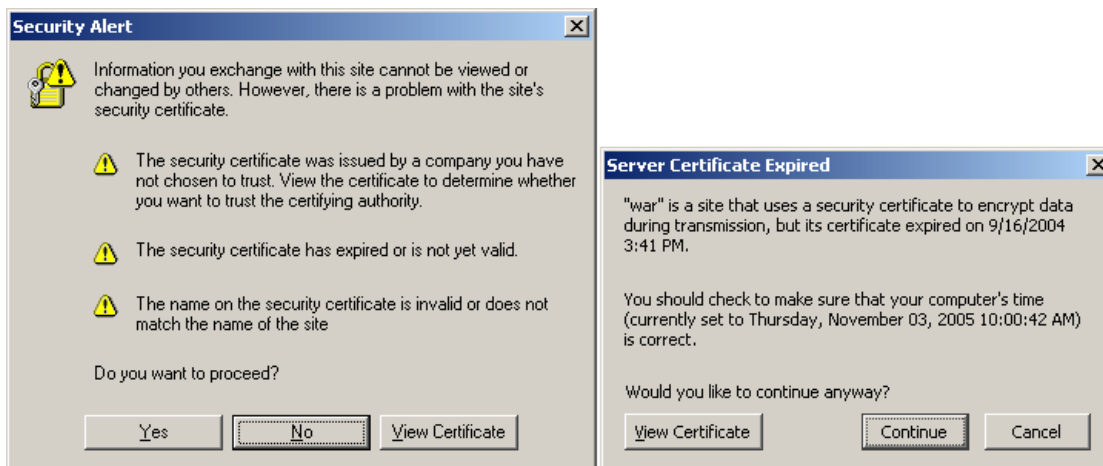 Security Alert
Information you exchange with this site cannot be viewed or
changed by others. However, there is a problem with the site's
security certificate.
The security certificate was issued by a company you have
not chosen to trust. View the certificate to determine whether
you want to trust the certifying authority.
The security certificate has expired or is not yet valid.
The name on the security certificate is invalid or does not
match the name of the site
Do you want to proceed?
Yes No View Certificate
Server Certificate Expired
"war" is a site that uses a security certificate to encrypt data
during transmission, but its certificate expired on 9/16/2004
3:41 PM.
You should check to make sure that your computer's time
(currently set to Thursday, November 03, 2005 10:00:42 AM)
is correct.
Would you like to continue anyway?
View Certificate Continue Cancel